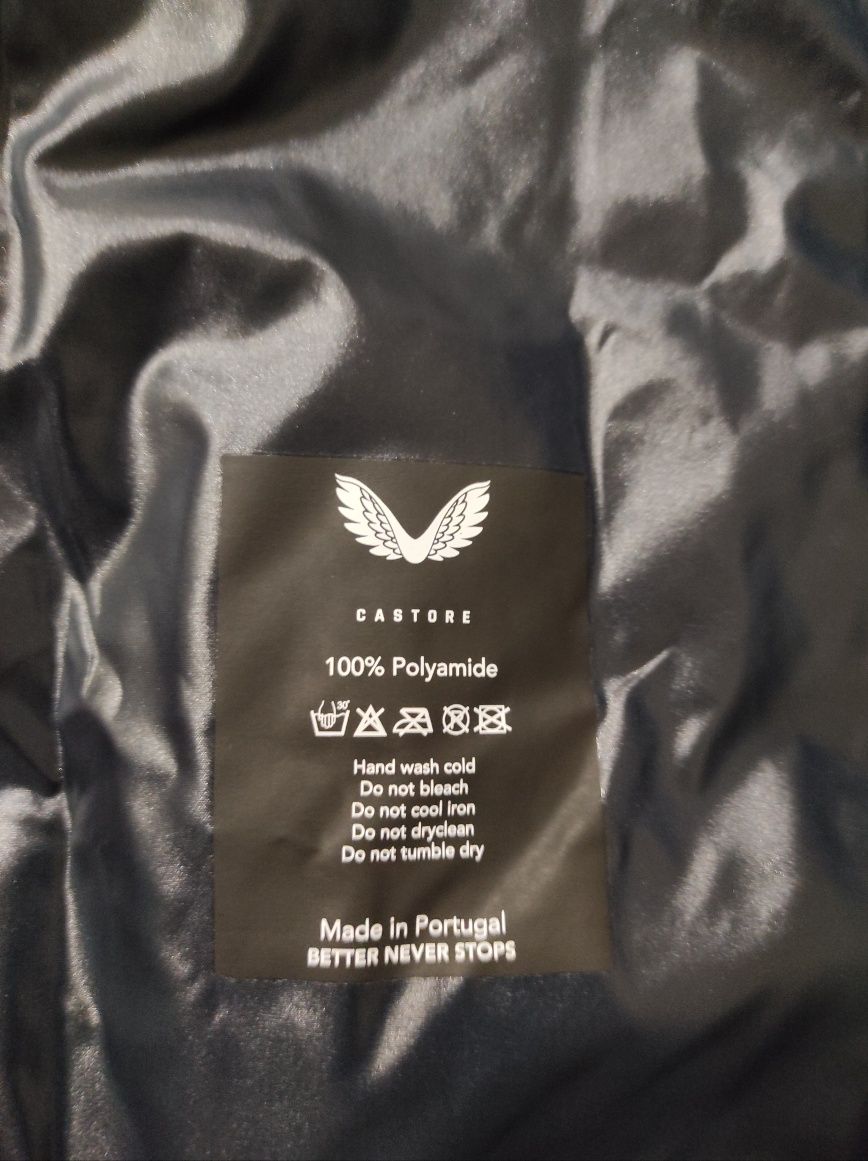 CASTORE
100% Polyamide
30°
Hand wash cold
Do not bleach
Do not cool iron
Do not dryclean
Do not tumble dry
Made in Portugal
BETTER NEVER STOPS